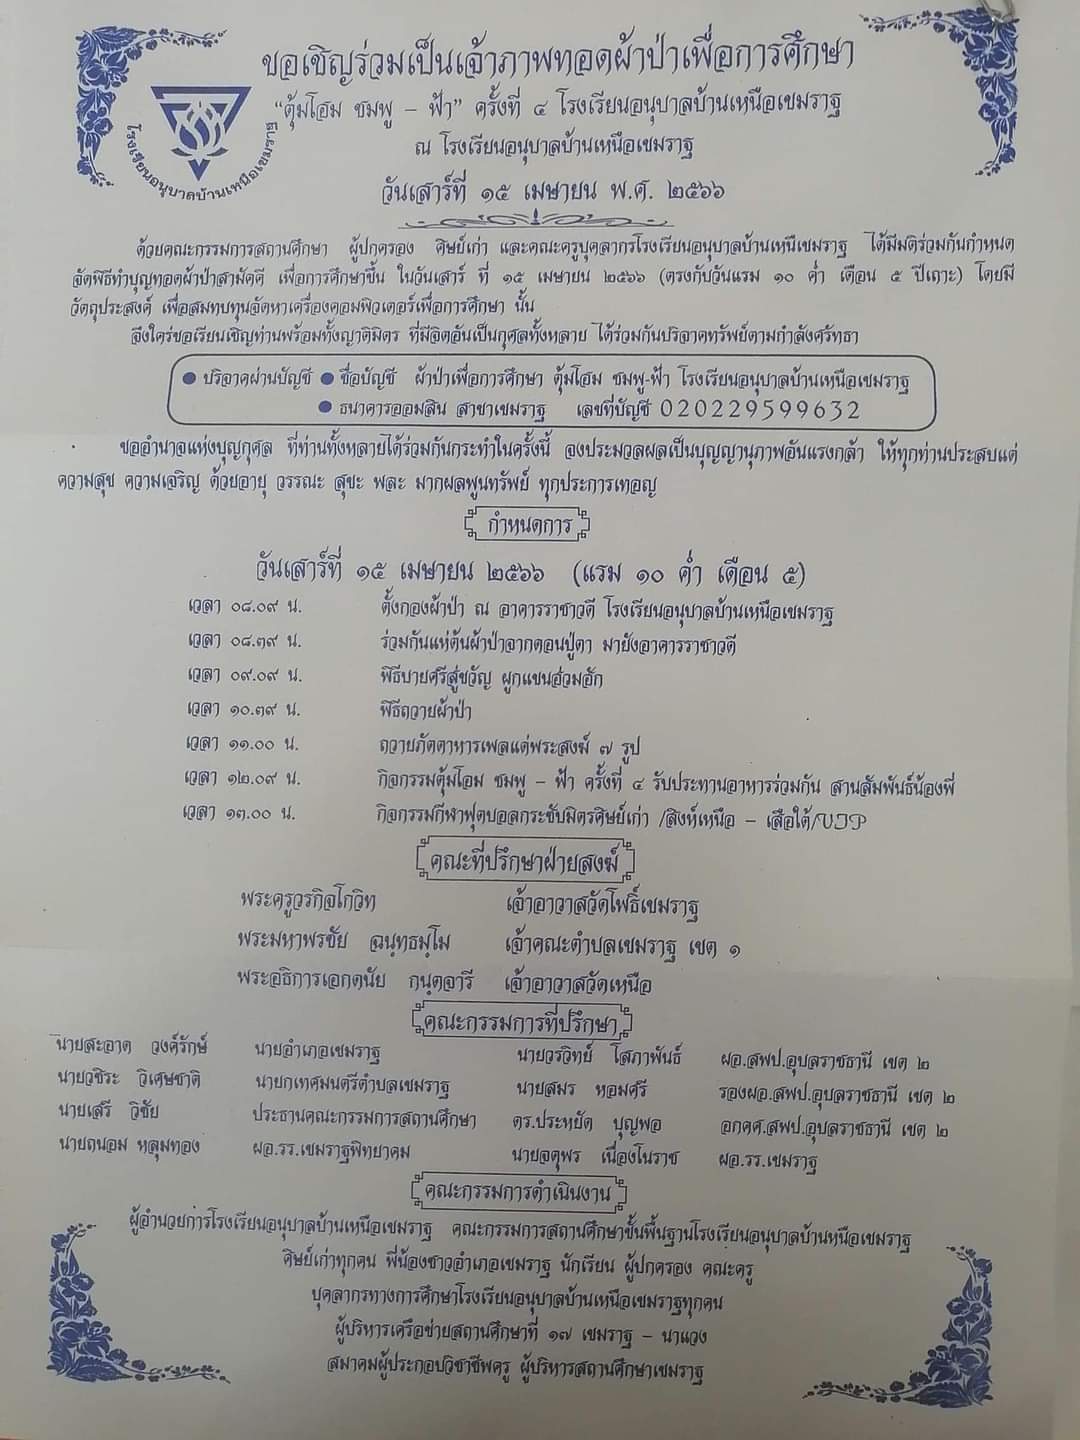 ขอเชิญร่วมเป็นเจ้าภาพทอดผ้าป่าเพื่อการศึกษา
"ตุ้มโฮม ชมพู – ฟ้า" ครั้งที่ ๔ โรงเรียนอนุบาลบ้านเหนือเขมราฐ
ณ โรงเรียนอนุบาลบ้านเหนือเขมราฐ
โรงเรียนอนุบาลบ้านเหนือเขมราฐ
วันเสาร์ที่ ๑๕ เมษายน พ.ศ. ๒๕๖๖
ด้วยคณะกรรมการสถานศึกษา ผู้ปกครอง ศิษย์เก่า และคณะครูบุคลากรโรงเรียนอนุบาลบ้านเหนือเขมราฐ ได้มีมติร่วมกันกำหนด
จัดพิธีทำบุญทอดผ้าป่าสามัคคี เพื่อการศึกษาขึ้น ในวันเสาร์ ที่ ๑๕ เมษายน ๒๕๖๖ (ตรงกับวันแรม ๑๐ ค่ำ เดือน ๕ ปีเถาะ) โดยมี
วัตถุประสงค์ เพื่อสมทบทุนจัดหาเครื่องคอมพิวเตอร์เพื่อการศึกษา นั้น
จึงใคร่ขอเรียนเชิญท่านพร้อมทั้งญาติมิตร ที่มีจิตอันเป็นกุศลทั้งหลาย ได้ร่วมกันบริจาคทรัพย์ตามกำลังศรัทธา
● บริจาคผ่านบัญชี ● ชื่อบัญชี ผ้าป่าเพื่อการศึกษา ตุ้มโฮม ชมพู-ฟ้า โรงเรียนอนุบาลบ้านเหนือเขมราฐ
● ธนาคารออมสิน สาขาเขมราฐ เลขที่บัญชี 020229599632
ขออำนาจแห่งบุญกุศล ที่ท่านทั้งหลายได้ร่วมกันกระทำในครั้งนี้ จงประมวลผลเป็นบุญญานุภาพอันแรงกล้า ให้ทุกท่านประสบแต่
ความสุข ความเจริญ ด้วยอายุ วรรณะ สุขะ พละ มากผลพูนทรัพย์ ทุกประการเทอญ
กำหนดการ
วันเสาร์ที่ ๑๕ เมษายน ๒๕๖๖ (แรม ๑๐ ค่ำ เดือน ๕)
เวลา ๐๘.๐๙ น. ตั้งกองผ้าป่า ณ อาคารราชาวดี โรงเรียนอนุบาลบ้านเหนือเขมราฐ
เวลา ๐๘.๓๙ น. ร่วมกันแห่ต้นผ้าป่าจากดอนปู่ตา มายังอาคารราชาวดี
เวลา ๐๙.๐๙ น. พิธีบายศรีสู่ขวัญ ผูกแขนฮ่วมฮัก
เวลา ๑๐.๓๙ น. พิธีถวายผ้าป่า
เวลา ๑๑.๐๐ น. ถวายภัตตาหารเพลแด่พระสงฆ์ ๗ รูป
เวลา ๑๒.๐๙ น. กิจกรรมตุ้มโฮม ชมพู – ฟ้า ครั้งที่ ๔ รับประทานอาหารร่วมกัน สานสัมพันธ์น้องพี่
เวลา ๑๓.๐๐ น. กิจกรรมกีฬาฟุตบอลกระชับมิตรศิษย์เก่า /สิงห์เหนือ – เสือใต้/VIP
คณะที่ปรึกษาฝ่ายสงฆ์
พระครูวรกิจโกวิท เจ้าอาวาสวัดโพธิ์เขมราฐ
พระมหาพรชัย ฉนฺทธมฺโม เจ้าคณะตำบลเขมราฐ เขต ๑
พระอธิการเอกดนัย กนฺตจารี เจ้าอาวาสวัดเหนือ
คณะกรรมการที่ปรึกษา
นายสะอาด วงศ์รักษ์ นายอำเภอเขมราฐ นายวรวิทย์ โสภาพันธ์ ผอ.สพป.อุบลราชธานี เขต ๒
นายวชิระ วิเศษชาติ นายกเทศมนตรีตำบลเขมราฐ นายสมร หอมศรี รองผอ.สพป.อุบลราชธานี เขต ๒
นายเสรี วิชัย ประธานคณะกรรมการสถานศึกษา ดร.ประหยัด บุญพอ อกคศ.สพป.อุบลราชธานี เขต ๒
นายถนอม หลุมทอง ผอ.รร.เขมราฐพิทยาคม นายจตุพร เนื่องโนราช ผอ.รร.เขมราฐ
คณะกรรมการดำเนินงาน
ผู้อำนวยการโรงเรียนอนุบาลบ้านเหนือเขมราฐ คณะกรรมการสถานศึกษาขั้นพื้นฐานโรงเรียนอนุบาลบ้านหนือเขมราฐ
ศิษย์เก่าทุกคน พี่น้องชาวอำเภอเขมราฐ นักเรียน ผู้ปกครอง คณะครู
บุคลากรทางการศึกษาโรงเรียนอนุบาลบ้านเหนือเขมราฐทุกคน
ผู้บริหารเครือข่ายสถานศึกษาที่ ๑๗ เขมราฐ – นาแวง
สมาคมผู้ประกอบวิชาชีพครู ผู้บริหารสถานศึกษาเขมราฐ